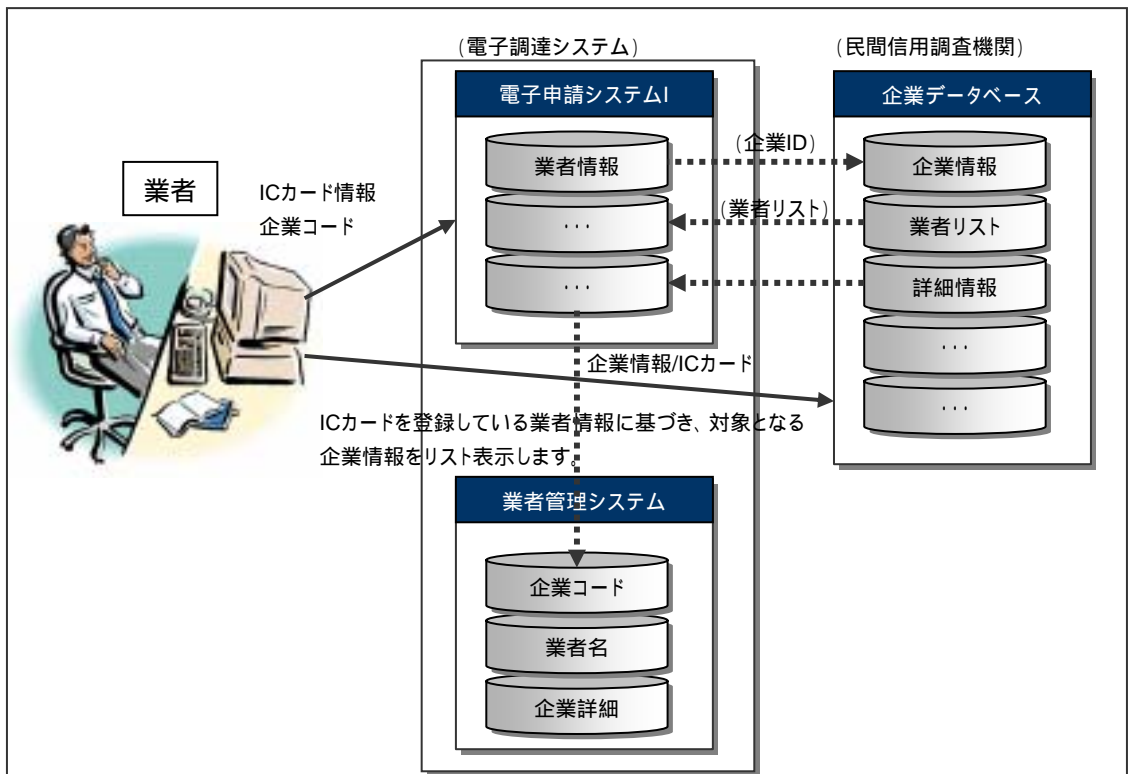 (電子調達システム)
(民間信用調査機関)
電子申請システムI
企業データベース
業者
ICカード情報
企業コード
業者情報
...
...
(企業ID)
(業者リスト)
企業情報
業者リスト
詳細情報
...
...
企業情報/ICカード
ICカードを登録している業者情報に基づき、対象となる
企業情報をリスト表示します。
業者管理システム
企業コード
業者名
企業詳細